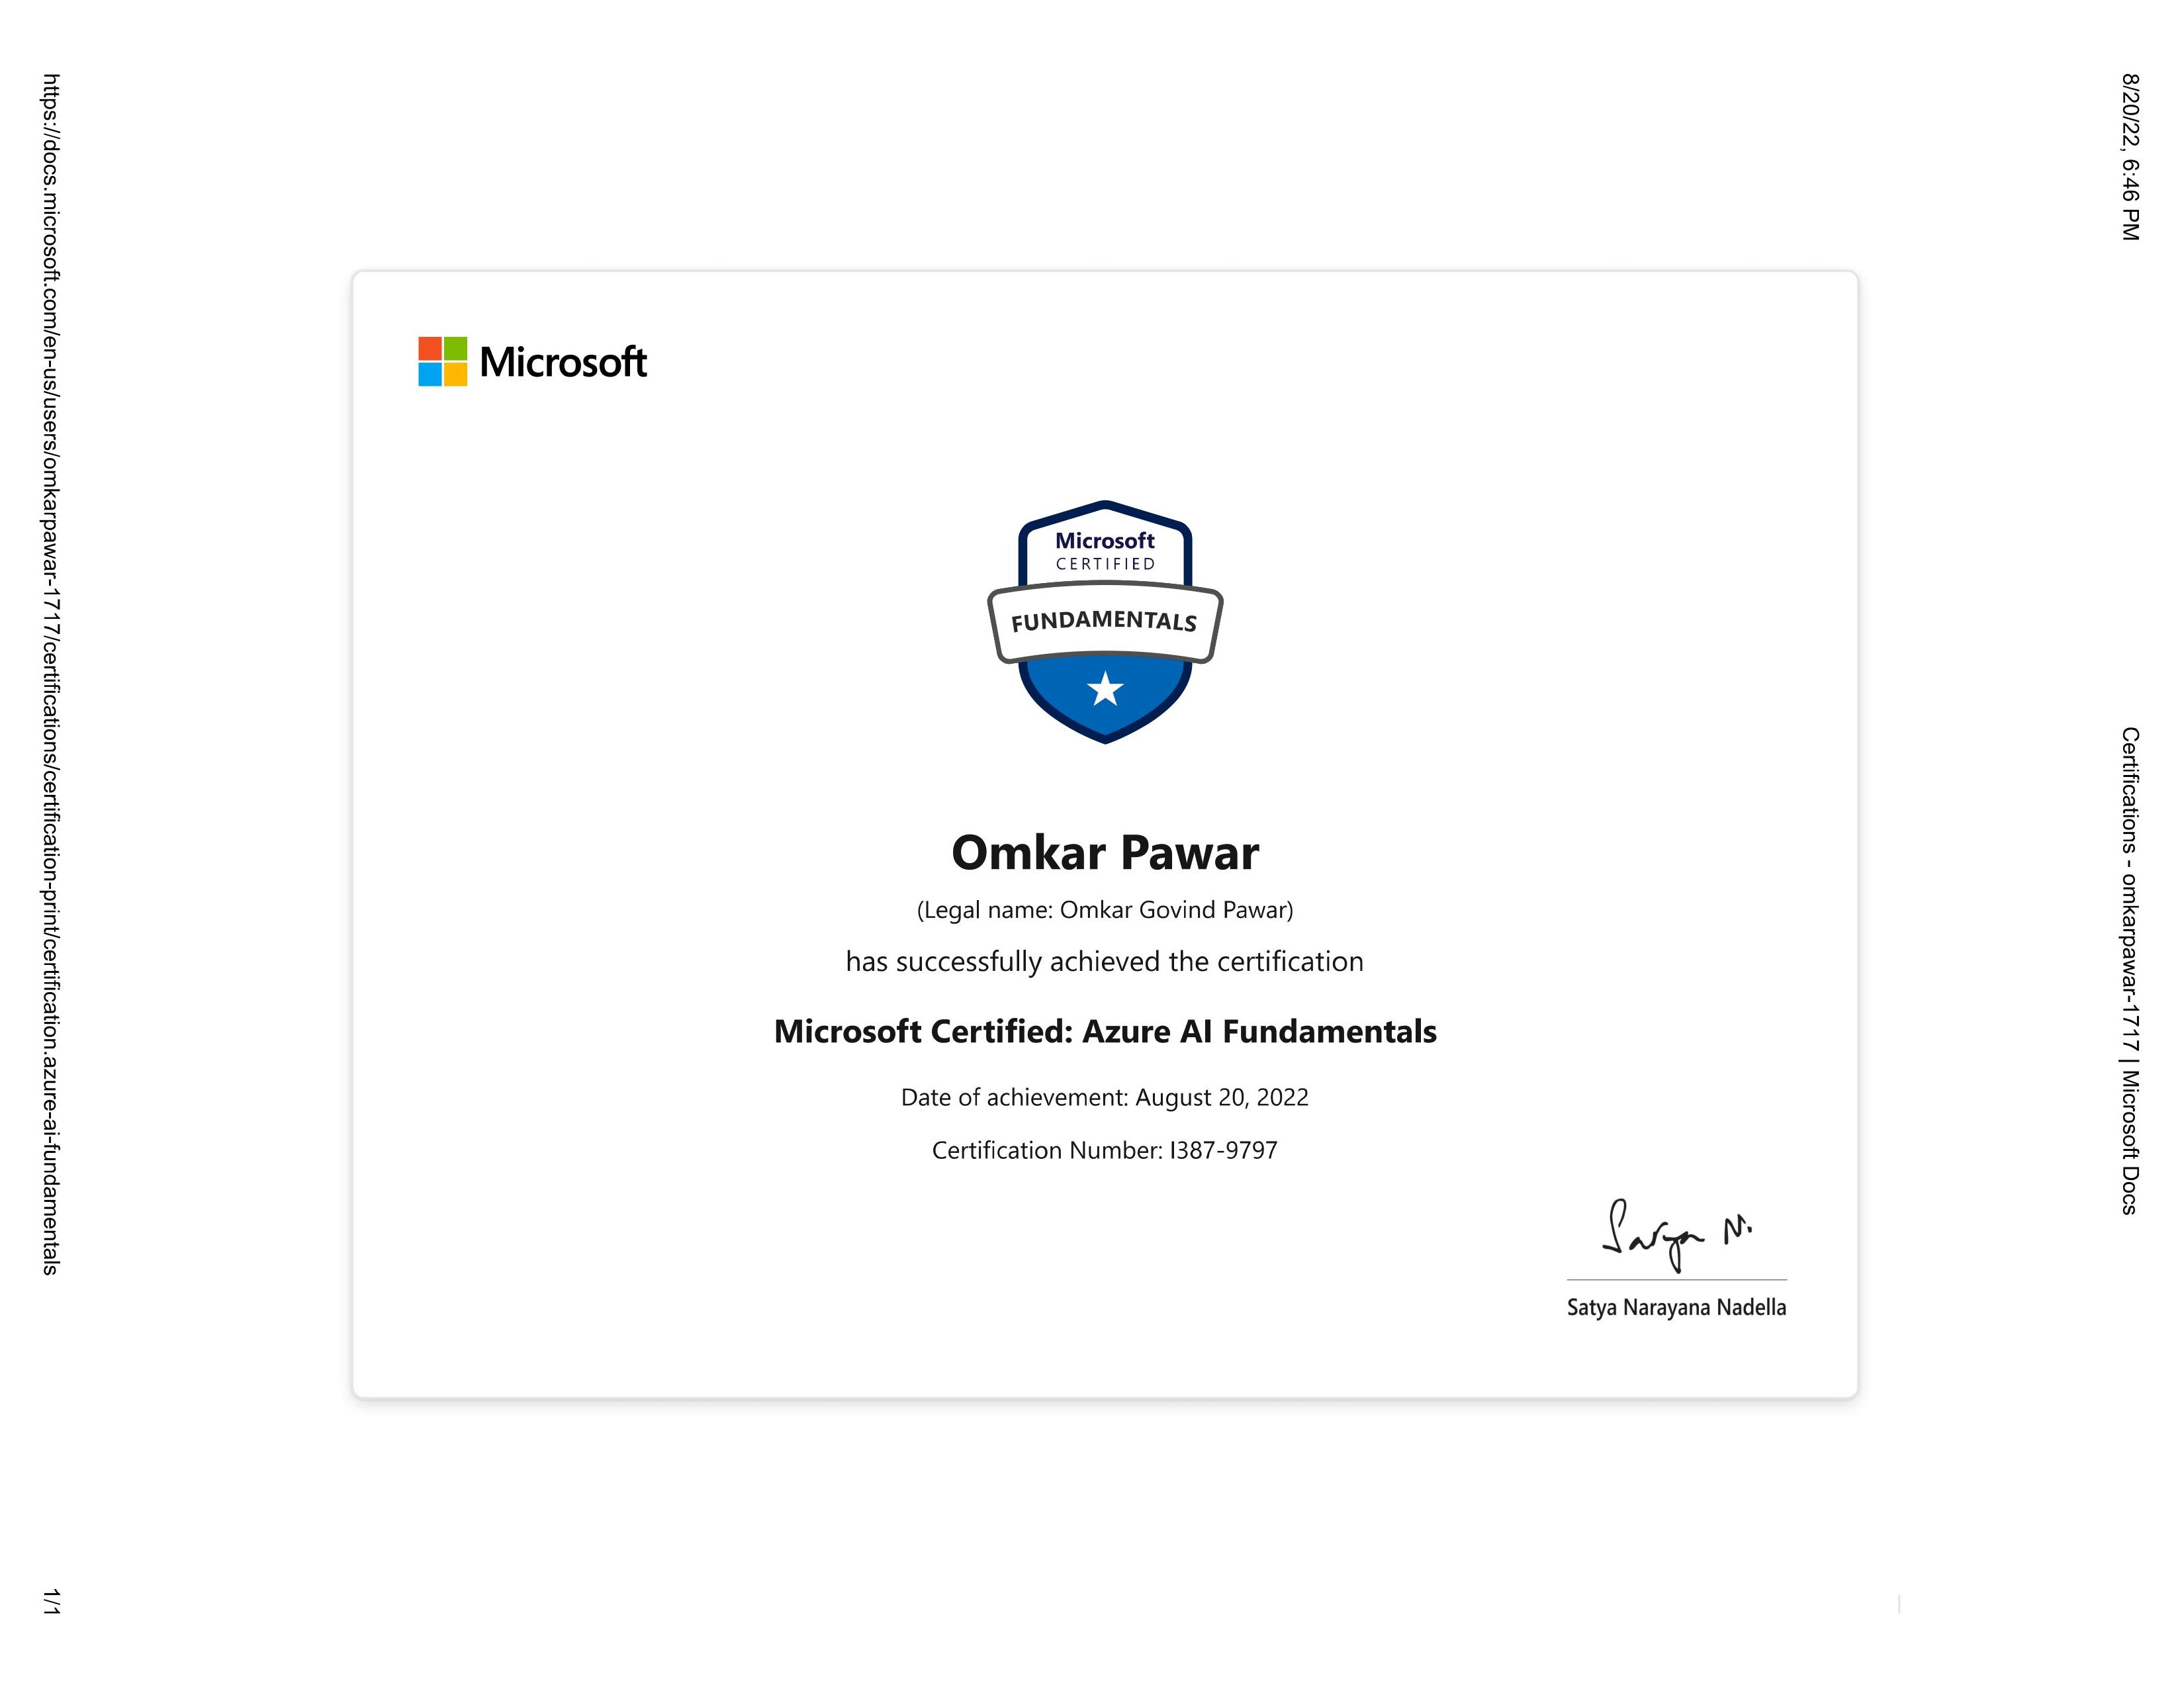 8/20/22, 6:46 PM
Certifications - omkarpawar-1717 | Microsoft Docs
Microsoft
Microsoft
CERTIFIED
FUNDAMENTALS
Omkar Pawar
(Legal name: Omkar Govind Pawar)
has successfully achieved the certification
Microsoft Certified: Azure AI Fundamentals
Date of achievement: August 20, 2022
Certification Number: I387-9797
Satya N.
Satya Narayana Nadella
https://docs.microsoft.com/en-us/users/omkarpawar-1717/certifications/certification-print/certification.azure-ai-fundamentals
1/1